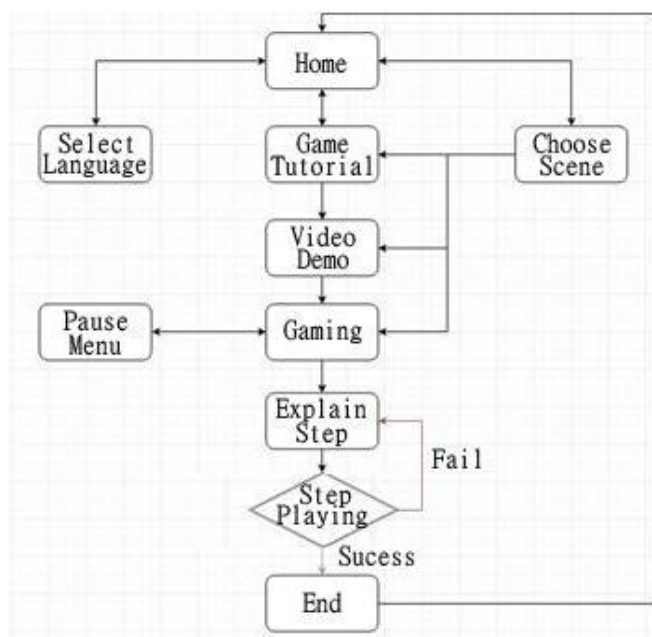 Home
Select
Language
Game
Tutorial
Choose
Scene
Video
Demo
Pause
Menu
Gaming
Explain
Step
Fail
Step
Playing
Sucess
End